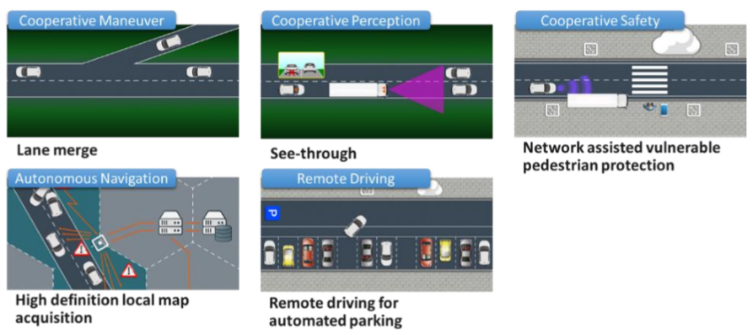 Cooperative Maneuver
Cooperative Perception
Cooperative Safety
Lane merge
See-through
Network assisted vulnerable
pedestrian protection
Autonomous Navigation
Remote Driving
P
High definition local map
acquisition
Remote driving for
automated parking